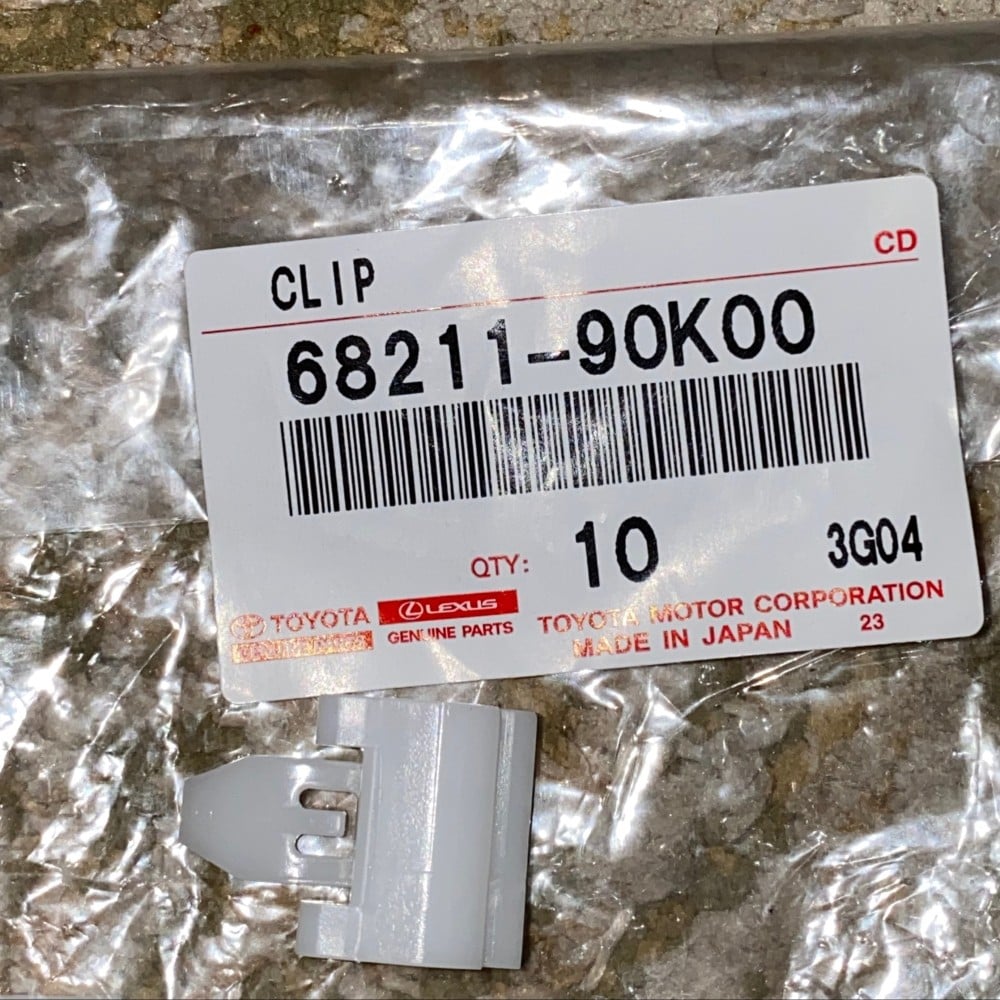 CD
CLIP
68211-90K00
QTY: 10 3G04
TOYOTA LEXUS TOYOTA MOTOR CORPORATION
GENUINE PARTS MADE IN JAPAN 23